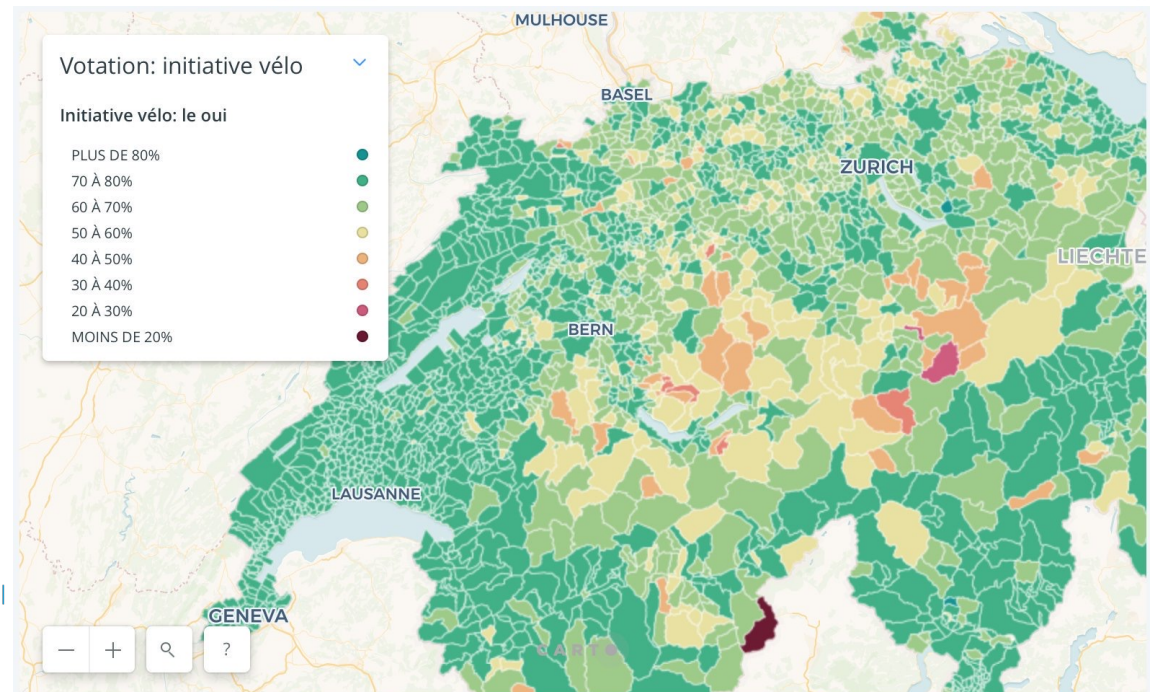 MULHOUSE
Votation: initiative vélo
BASEL
Initiative vélo: le oui
PLUS DE 80%
ZURICH
70 À 80%
60 À 70%
50 À 60%
40 À 50%
LIECHTE
30 À 40%
20 À 30%
BERN
MOINS DE 20%
LAUSANNE
GENEVA
?
CARTO